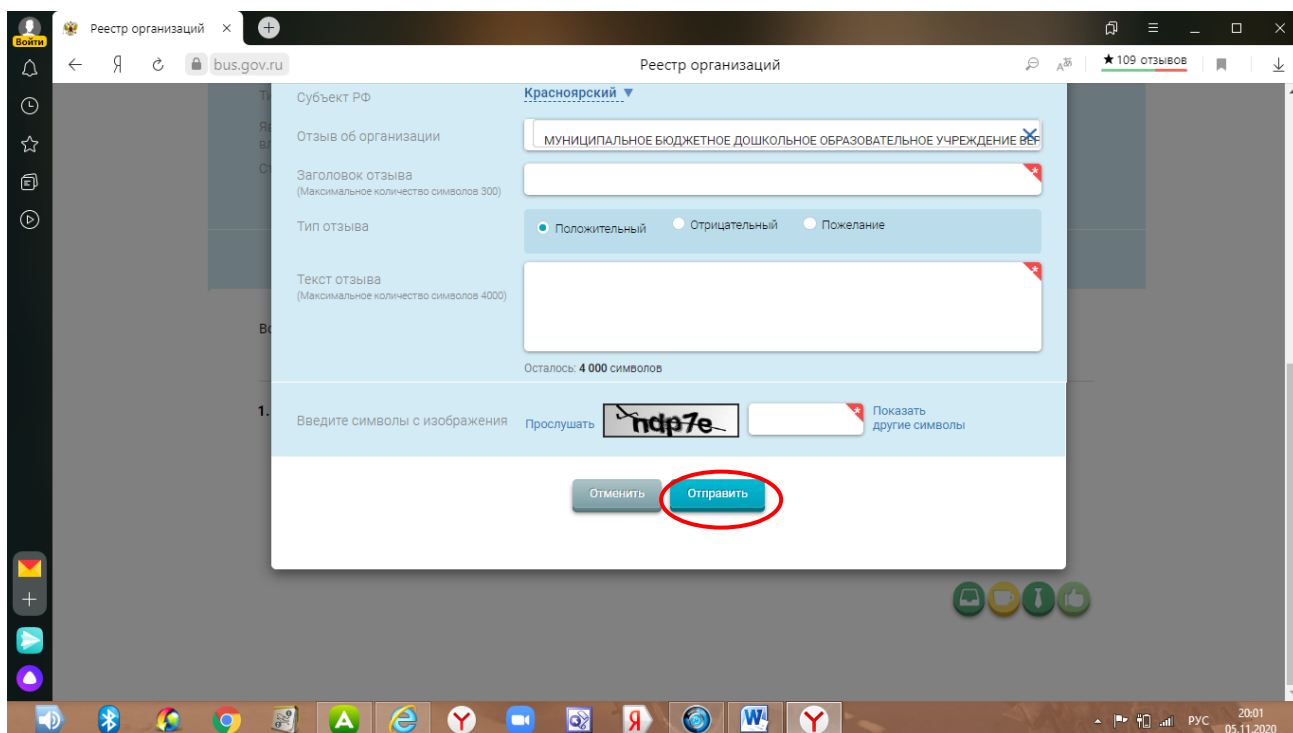 Войти
Реестр организаций
bus.gov.ru
Реестр организаций
109 отзывов
Субъект РФ
Красноярский
Отзыв об организации
МУНИЦИПАЛЬНОЕ БЮДЖЕТНОЕ ДОШКОЛЬНОЕ ОБРАЗОВАТЕЛЬНОЕ УЧРЕЖДЕНИЕ
Заголовок отзыва
(Максимальное количество символов 300)
Тип отзыва
Положительный
Отрицательный
Пожелание
Текст отзыва
(Максимальное количество символов 4000)
Осталось: 4 000 символов
1.
Введите символы с изображения
Прослушать
ndp7e
Показать
другие символы
Отменить
Отправить
РУС
20:01
05.11.2020